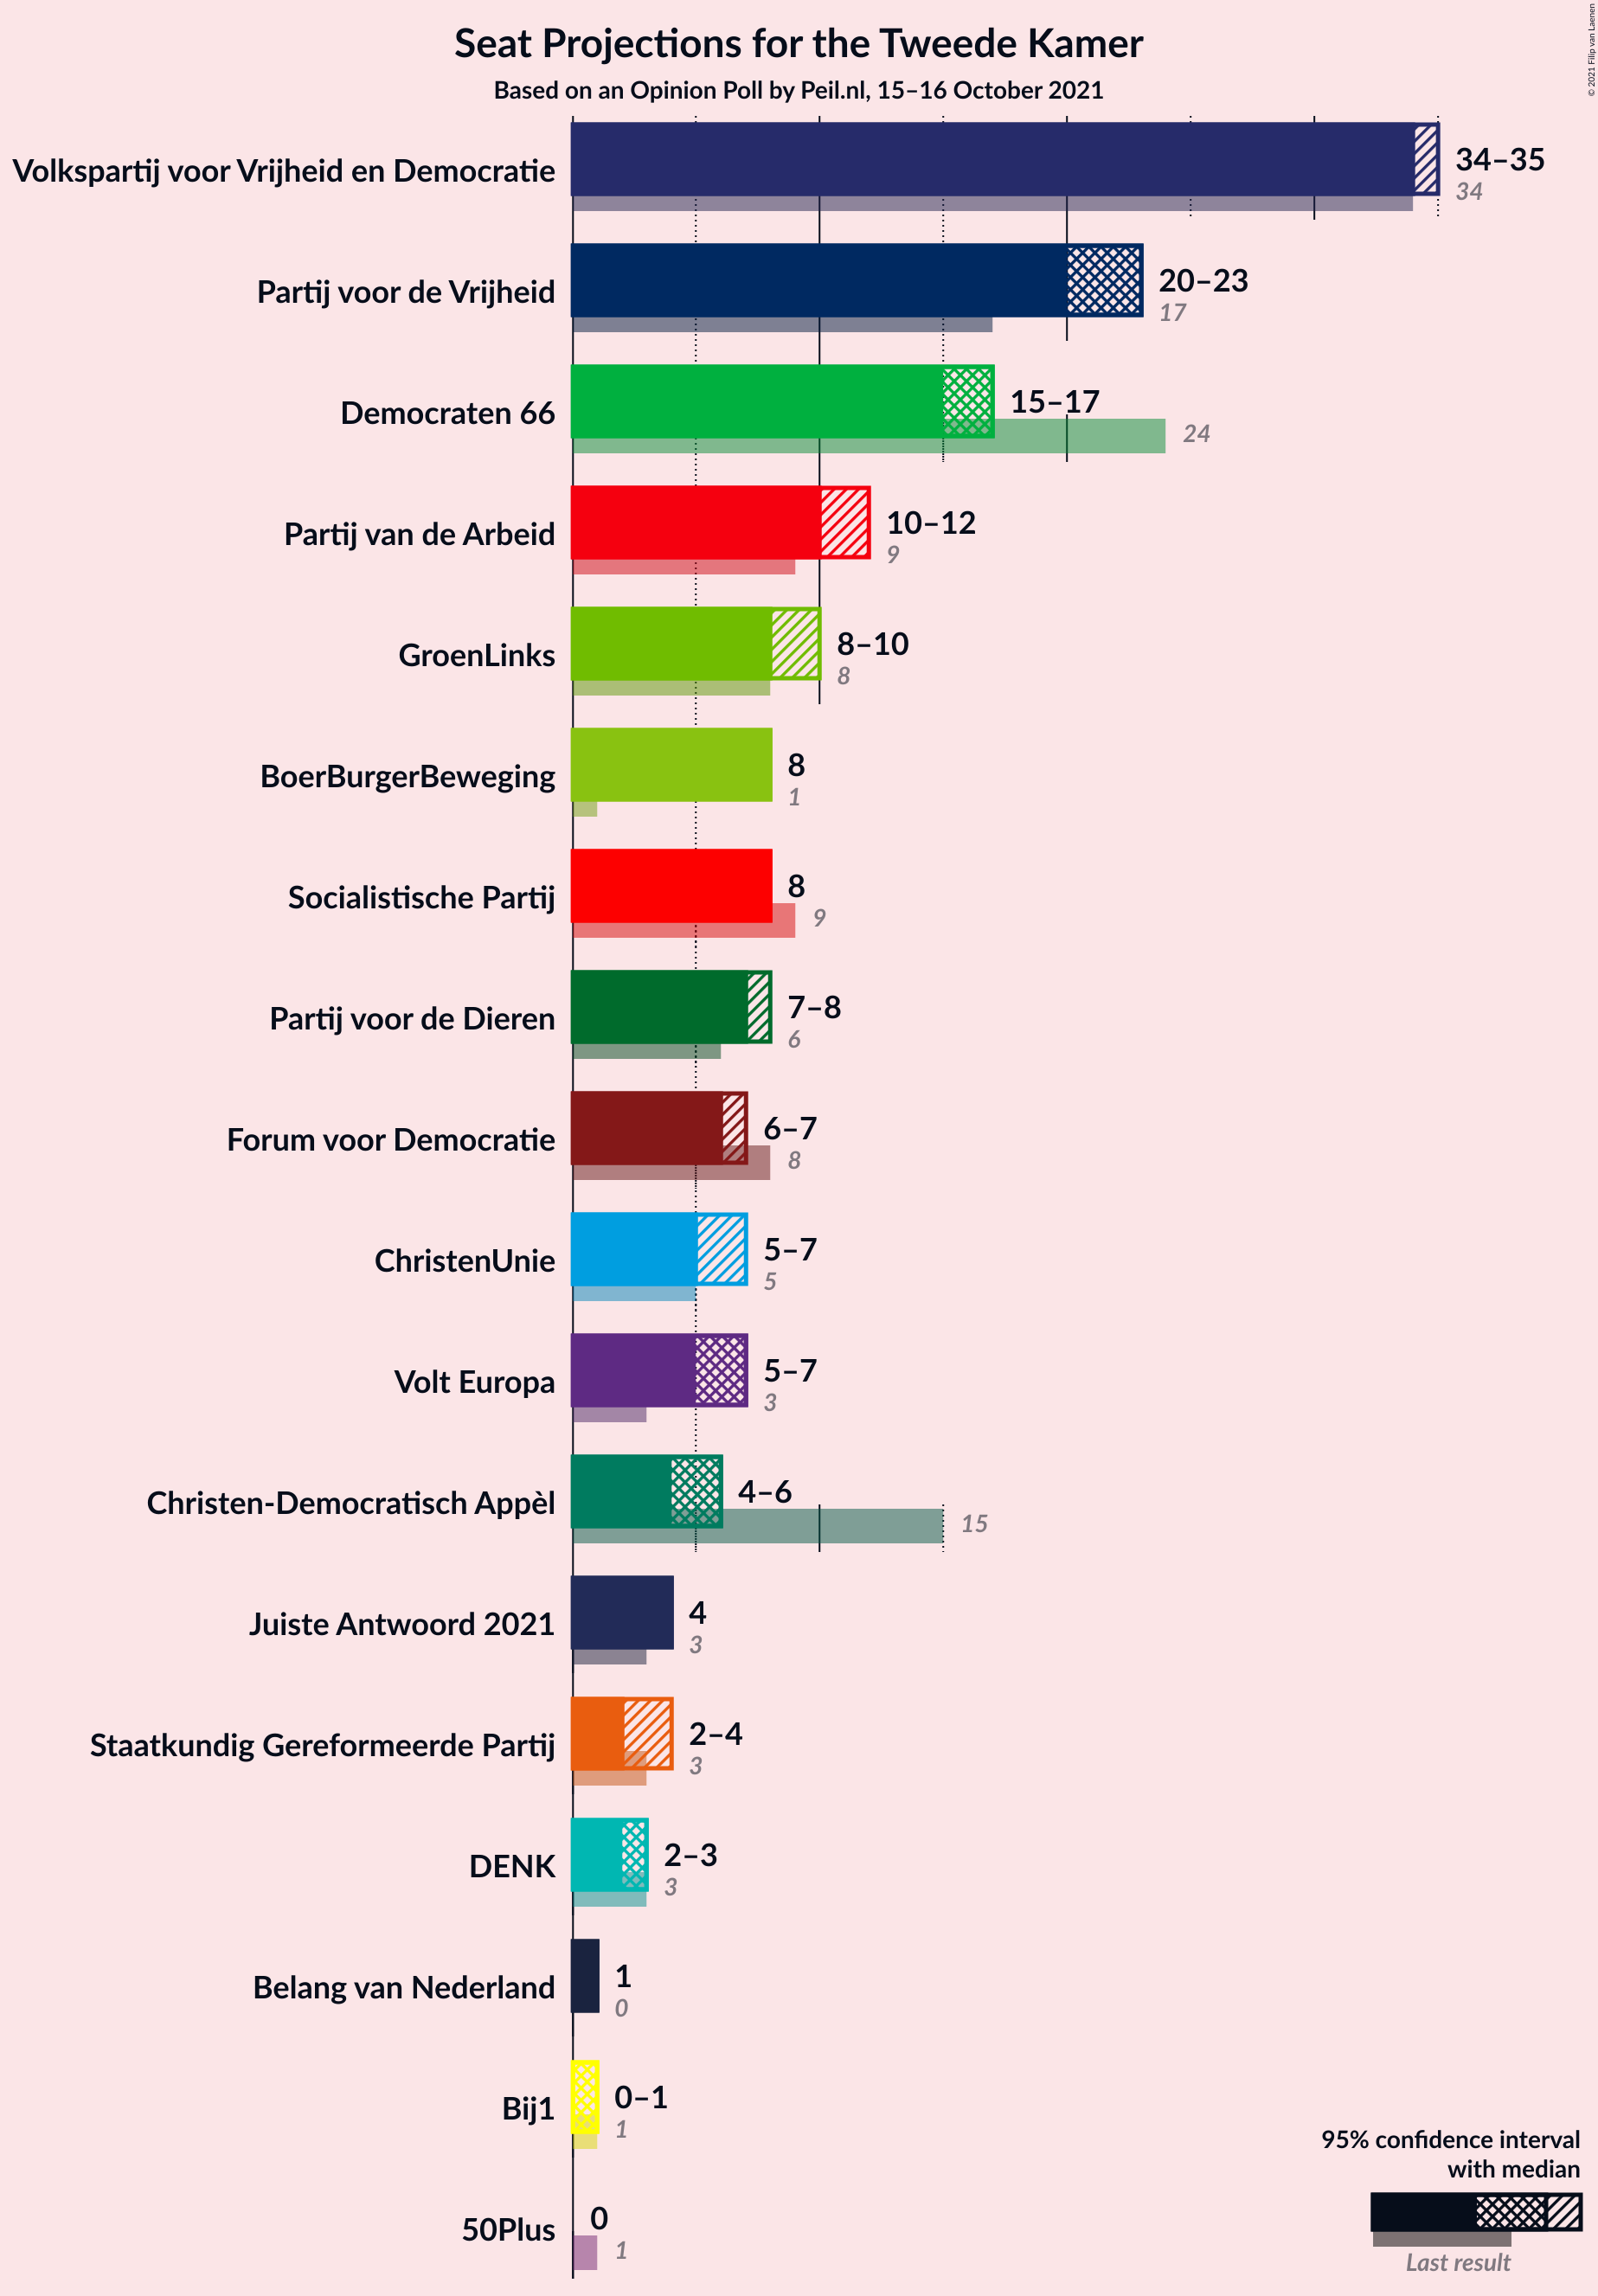 Seat Projections for the Tweede Kamer
Based on an Opinion Poll by Peil.nl, 15–16 October 2021
© 2021 Filip van Laenen
Volkspartij voor Vrijheid en Democratie
34–35
34
Partij voor de Vrijheid
20–23
17
Democraten 66
15–17
24
Partij van de Arbeid
10–12
9
GroenLinks
8–10
8
BoerBurgerBeweging
8
1
Socialistische Partij
8
9
Partij voor de Dieren
7–8
6
Forum voor Democratie
6–7
8
ChristenUnie
5–7
5
Volt Europa
5–7
3
Christen-Democratisch Appèl
4–6
15
Juiste Antwoord 2021
4
3
Staatkundig Gereformeerde Partij
2–4
3
DENK
2–3
3
Belang van Nederland
1
0
Bij1
0–1
1
50Plus
0
1
95% confidence interval
with median
Last result